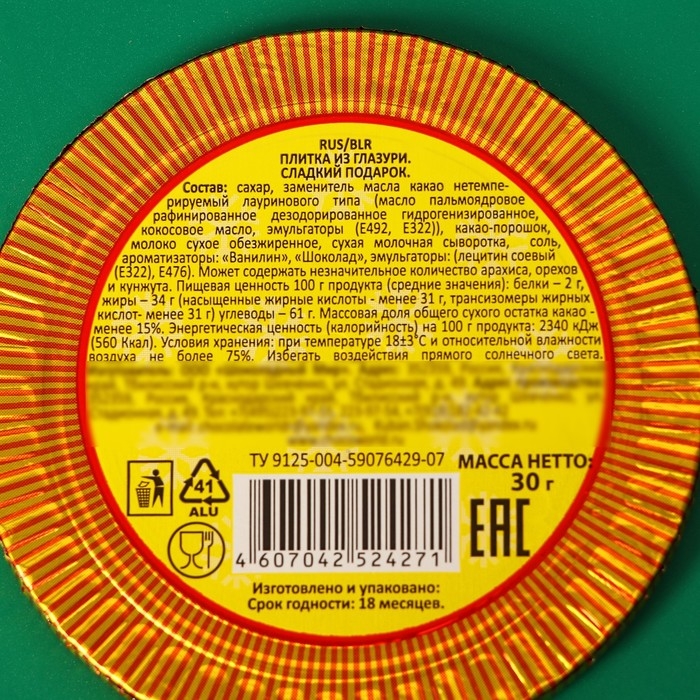 RUS/BLR
ПЛИТКА ИЗ ГЛАЗУРИ.
СЛАДКИЙ ПОДАРОК.
Состав: сахар, заменитель масла какао нетемпе-
рируемый лауринового типа (масло пальмоядровое
рафинированное дезодорированное гидрогенизированное,
кокосовое масло, эмульгаторы (Е492, Е322)), какао-порошок,
молоко сухое обезжиренное, сухая молочная сыворотка, соль,
ароматизаторы: «Ванилин», «Шоколад», эмульгаторы: (лецитин соевый
(Е322), Е476). Может содержать незначительное количество арахиса, орехов
и кунжута. Пищевая ценность 100 г продукта (средние значения): белки – 2 г,
жиры – 34 г (насыщенные жирные кислоты - менее 31 г, трансизомеры жирных
кислот- менее 31 г) углеводы – 61 г. Массовая доля общего сухого остатка какао -
менее 15%. Энергетическая ценность (калорийность) на 100 г продукта: 2340 кДж
(560 Ккал). Условия хранения: при температуре 18±3°С и относительной влажности
воздуха не более 75%. Избегать воздействия прямого солнечного света.
ТУ 9125-004-59076429-07
МАССА НЕТТО:
30 г
41
ALU
EAC
4 607042 524271
Изготовлено и упаковано:
Срок годности: 18 месяцев.